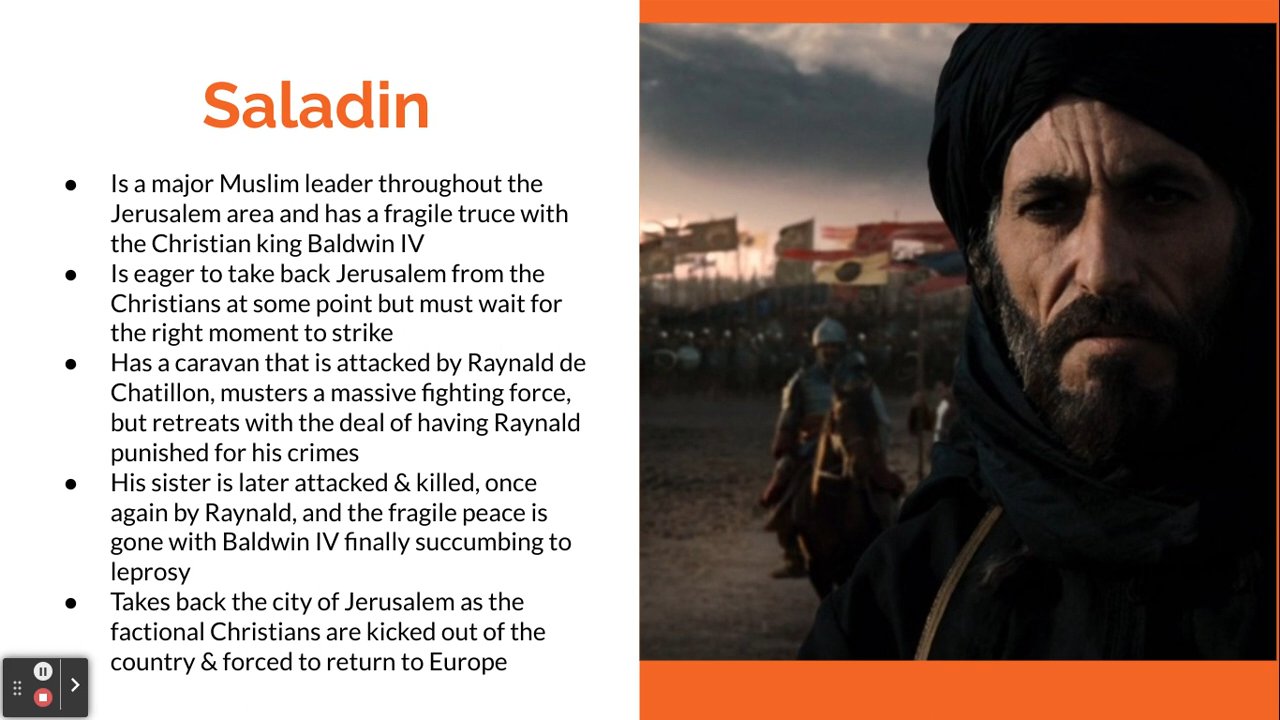 Saladin
● Is a major Muslim leader throughout the
Jerusalem area and has a fragile truce with
the Christian king Baldwin IV
● Is eager to take back Jerusalem from the
Christians at some point but must wait for
the right moment to strike
● Has a caravan that is attacked by Raynald de
Chatillon, musters a massive fighting force,
but retreats with the deal of having Raynald
punished for his crimes
● His sister is later attacked & killed, once
again by Raynald, and the fragile peace is
gone with Baldwin IV finally succumbing to
leprosy
● Takes back the city of Jerusalem as the
factional Christians are kicked out of the
country & forced to return to Europe